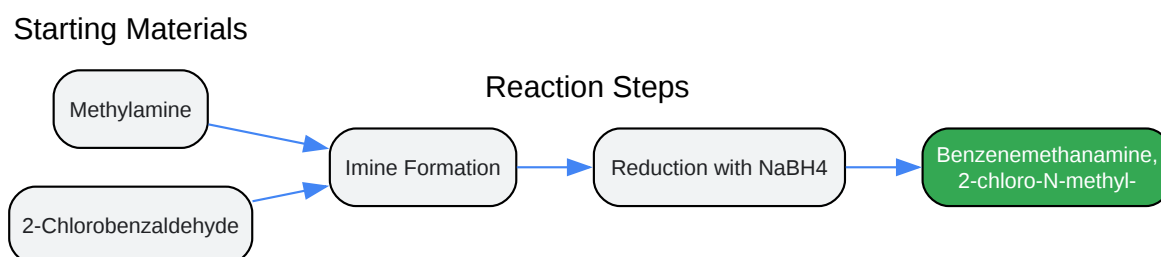 Starting Materials
Methylamine
2-Chlorobenzaldehyde
Reaction Steps
Imine Formation
Reduction with NaBH4
Benzenemethanamine,
2-chloro-N-methyl-